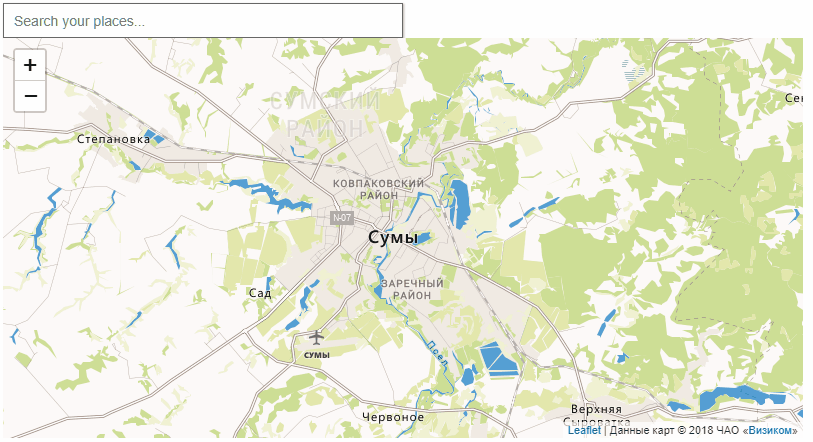 Search your places...
+
−
Сен
СУМСКИЙ
РАЙОН
Степановка
КОВПАКОВСКИЙ
РАЙОН
N-07
Сумы
ЗАРЕЧНЫЙ
РАЙОН
Сад
СУМЫ
Псел
Червоное
Верхняя
Сыроватка
Leaflet | Данные карт © 2018 ЧАО «Визиком»